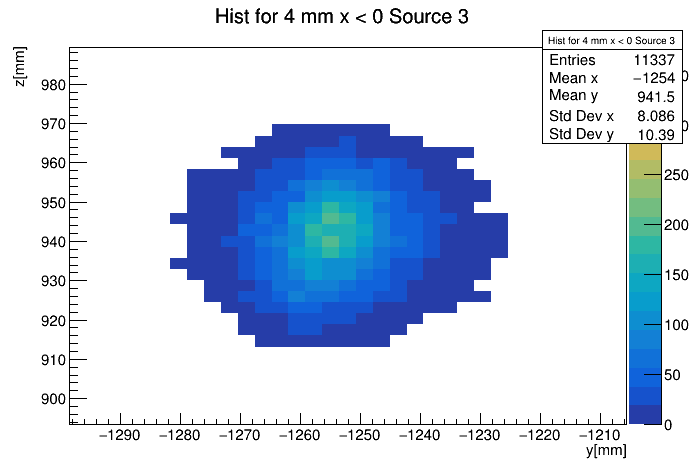 Hist for 4 mm x < 0 Source 3
z[mm]
Hist for 4 mm x < 0 Source 3
Entries 11337
Mean x −1254
Mean y 941.5
Std Dev x 8.086
Std Dev y 10.39
980
970
960
950
940
930
920
910
900
250
200
150
100
50
0
−1290 −1280 −1270 −1260 −1250 −1240 −1230 −1220 −1210
y[mm]